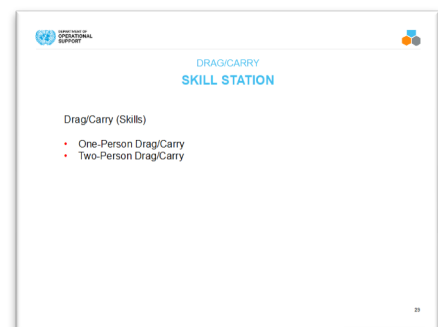 DEPARTMENT OF
OPERATIONAL
SUPPORT
DRAG/CARRY
SKILL STATION
Drag/Carry (Skills)
• One-Person Drag/Carry
• Two-Person Drag/Carry
23